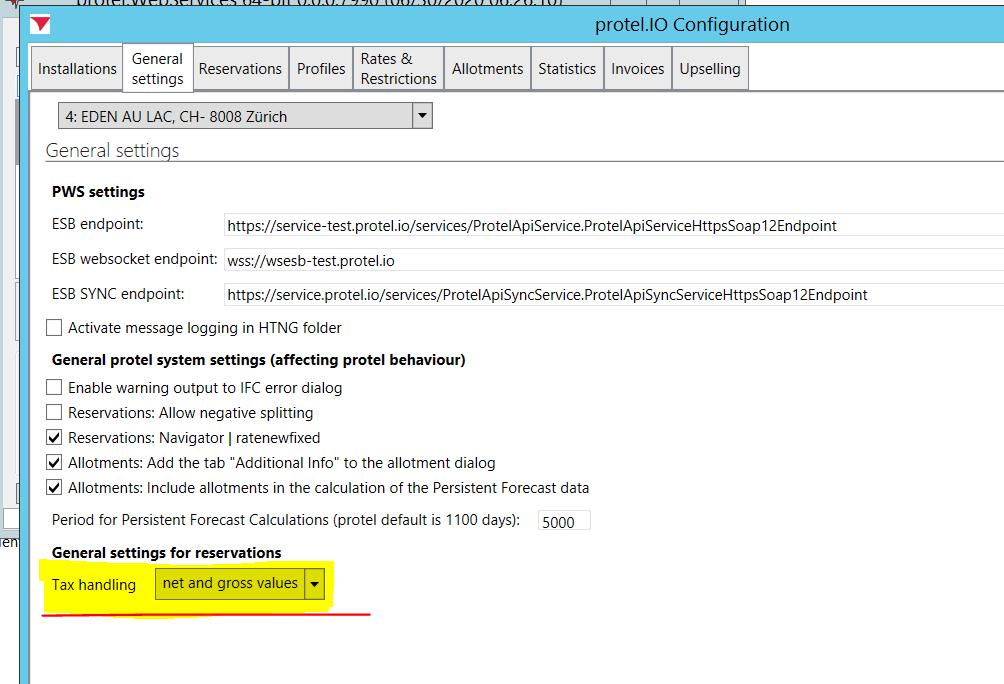 protel.WebServices 64-bit 0.0.0.7990 (06/30/2020 06:26:10)
protel.IO Configuration
Installations
General settings
Reservations
Profiles
Rates & Restrictions
Allotments
Statistics
Invoices
Upselling
4: EDEN AU LAC, CH- 8008 Zürich
General settings
PWS settings
ESB endpoint: https://service-test.protel.io/services/ProtelApiService.ProtelApiServiceHttpsSoap12Endpoint
ESB websocket endpoint: wss://wsesb-test.protel.io
ESB SYNC endpoint: https://service.protel.io/services/ProtelApiSyncService.ProtelApiSyncServiceHttpsSoap12Endpoint
Activate message logging in HTNG folder
General protel system settings (affecting protel behaviour)
Enable warning output to IFC error dialog
Reservations: Allow negative splitting
Reservations: Navigator | ratenewfixed
Allotments: Add the tab "Additional Info" to the allotment dialog
Allotments: Include allotments in the calculation of the Persistent Forecast data
Period for Persistent Forecast Calculations (protel default is 1100 days): 5000
General settings for reservations
Tax handling net and gross values